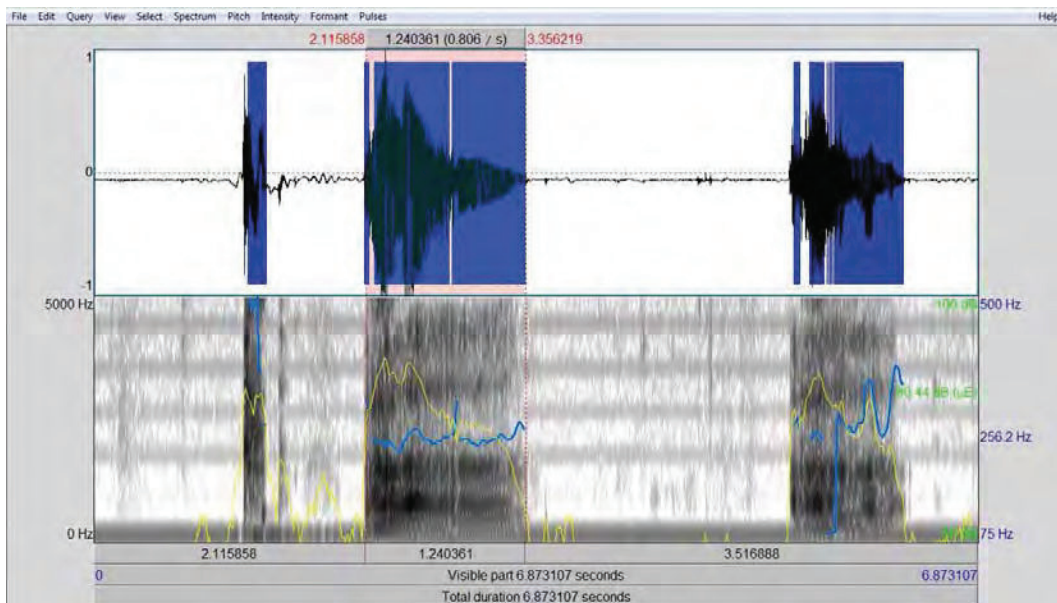 File Edit Query View Select Spectrum Pitch Intensity Formant Pulses Help
2.115858 1.240361 (0.806 / s) 3.356219
1
0
-1
5000 Hz 100 dB 500 Hz
256.2 Hz
0 Hz 75 Hz
2.115858 1.240361 3.516888
0 Visible part 6.873107 seconds 6.873107
Total duration 6.873107 seconds